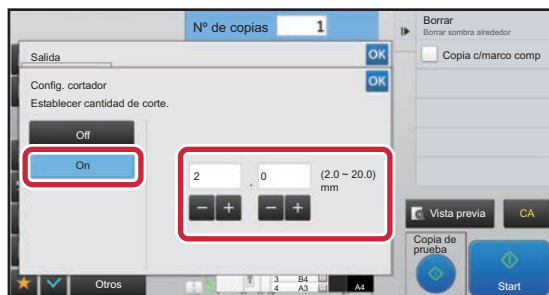 Nº de copias 1
Salida OK
Config. cortador OK
Establecer cantidad de corte.
Off
On
2 . 0 (2.0 ~ 20.0)
mm
− + − +
Borrar
Borrar sombra alrededor
Copia c/marco comp
Vista previa CA
Copia de
prueba
Start
Otros
3 B4
4 A3 A4